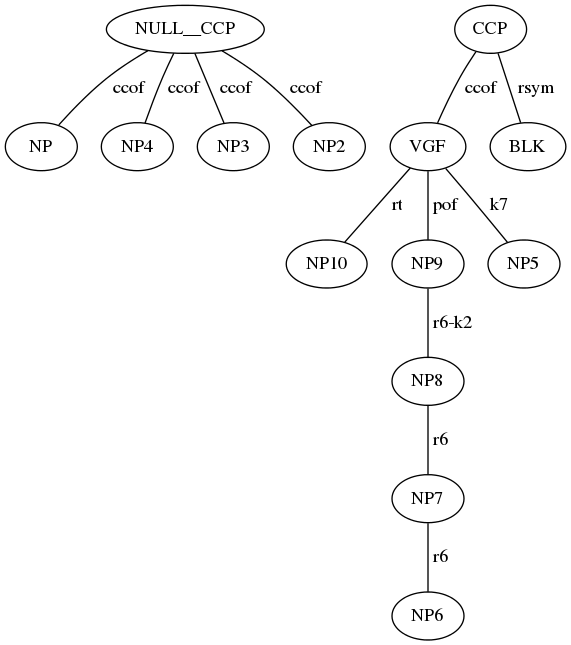 NULL__CCP CCP
ccof ccof ccof ccof ccof rsym
NP NP4 NP3 NP2 VGF BLK
rt pof k7
NP10 NP9 NP5
r6-k2
NP8
r6
NP7
r6
NP6